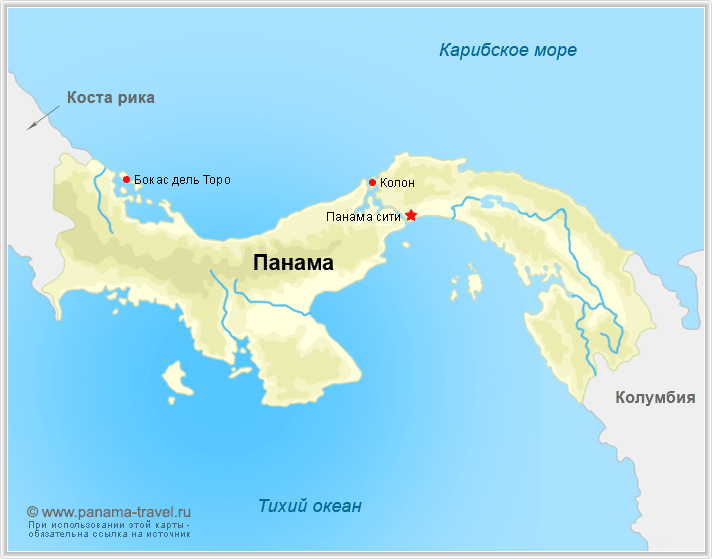 Карибское море
Коста рика
Бокас дель Торо
Колон
Панама сити
Панама
Колумбия
Тихий океан
© www.panama-travel.ru
При использовании этой карты -
обязательна ссылка на источник